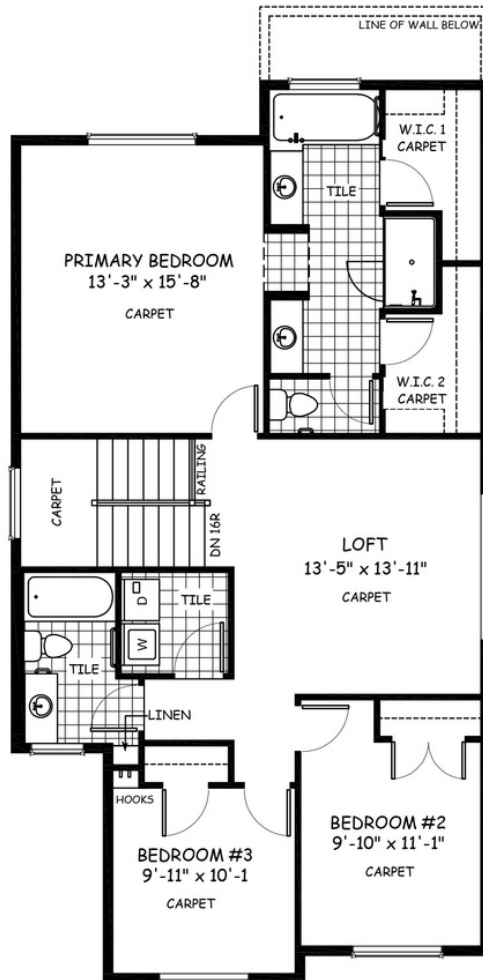 LINE OF WALL BELOW
W.I.C. 1
CARPET
TILE
PRIMARY BEDROOM
13'-3" x 15'-8"
CARPET
W.I.C. 2
CARPET
CARPET
RAILING
DN 16R
LOFT
13'-5" x 13'-11"
CARPET
D
TILE
W
TILE
LINEN
HOOKS
BEDROOM #2
9'-10" x 11'-1"
CARPET
BEDROOM #3
9'-11" x 10'-1
CARPET